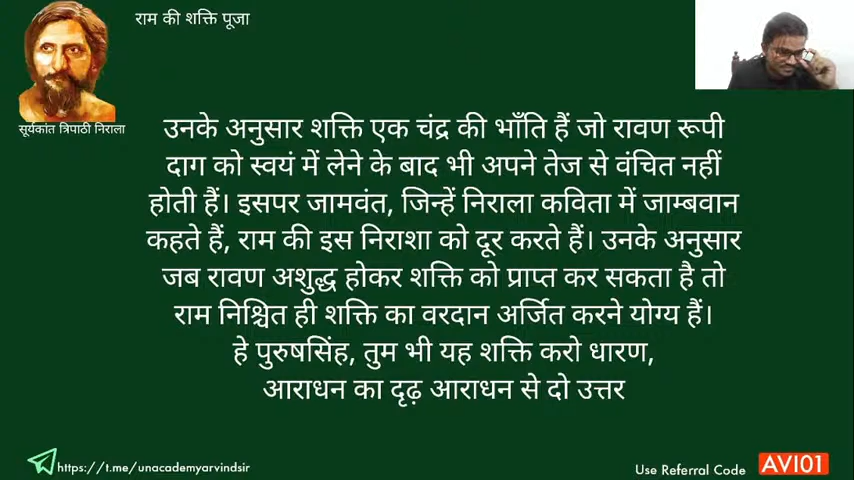 राम की शक्ति पूजा
सूर्यकांत त्रिपाठी निराला
उनके अनुसार शक्ति एक चंद्र की भाँति हैं जो रावण रूपी
दाग को स्वयं में लेने के बाद भी अपने तेज से वंचित नहीं
होती हैं। इसपर जामवंत, जिन्हें निराला कविता में जाम्बवान
कहते हैं, राम की इस निराशा को दूर करते हैं। उनके अनुसार
जब रावण अशुद्ध होकर शक्ति को प्राप्त कर सकता है तो
राम निश्चित ही शक्ति का वरदान अर्जित करने योग्य हैं।
हे पुरुषसिंह, तुम भी यह शक्ति करो धारण,
आराधन का दृढ़ आराधन से दो उत्तर
https://t.me/unacademyarvindsir
Use Referral Code AVI01